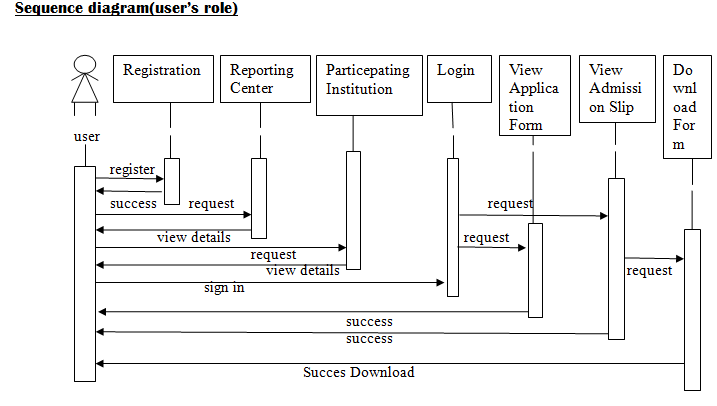 Sequence diagram(user's role)
Registration
Reporting
Center
Particepating
Institution
Login
View
Applica
tion
Form
View
Admissi
on Slip
Do
wnl
oad
For
m
user
register
success
request
request
view details
request
request
view details
request
sign in
success
success
Succes Download